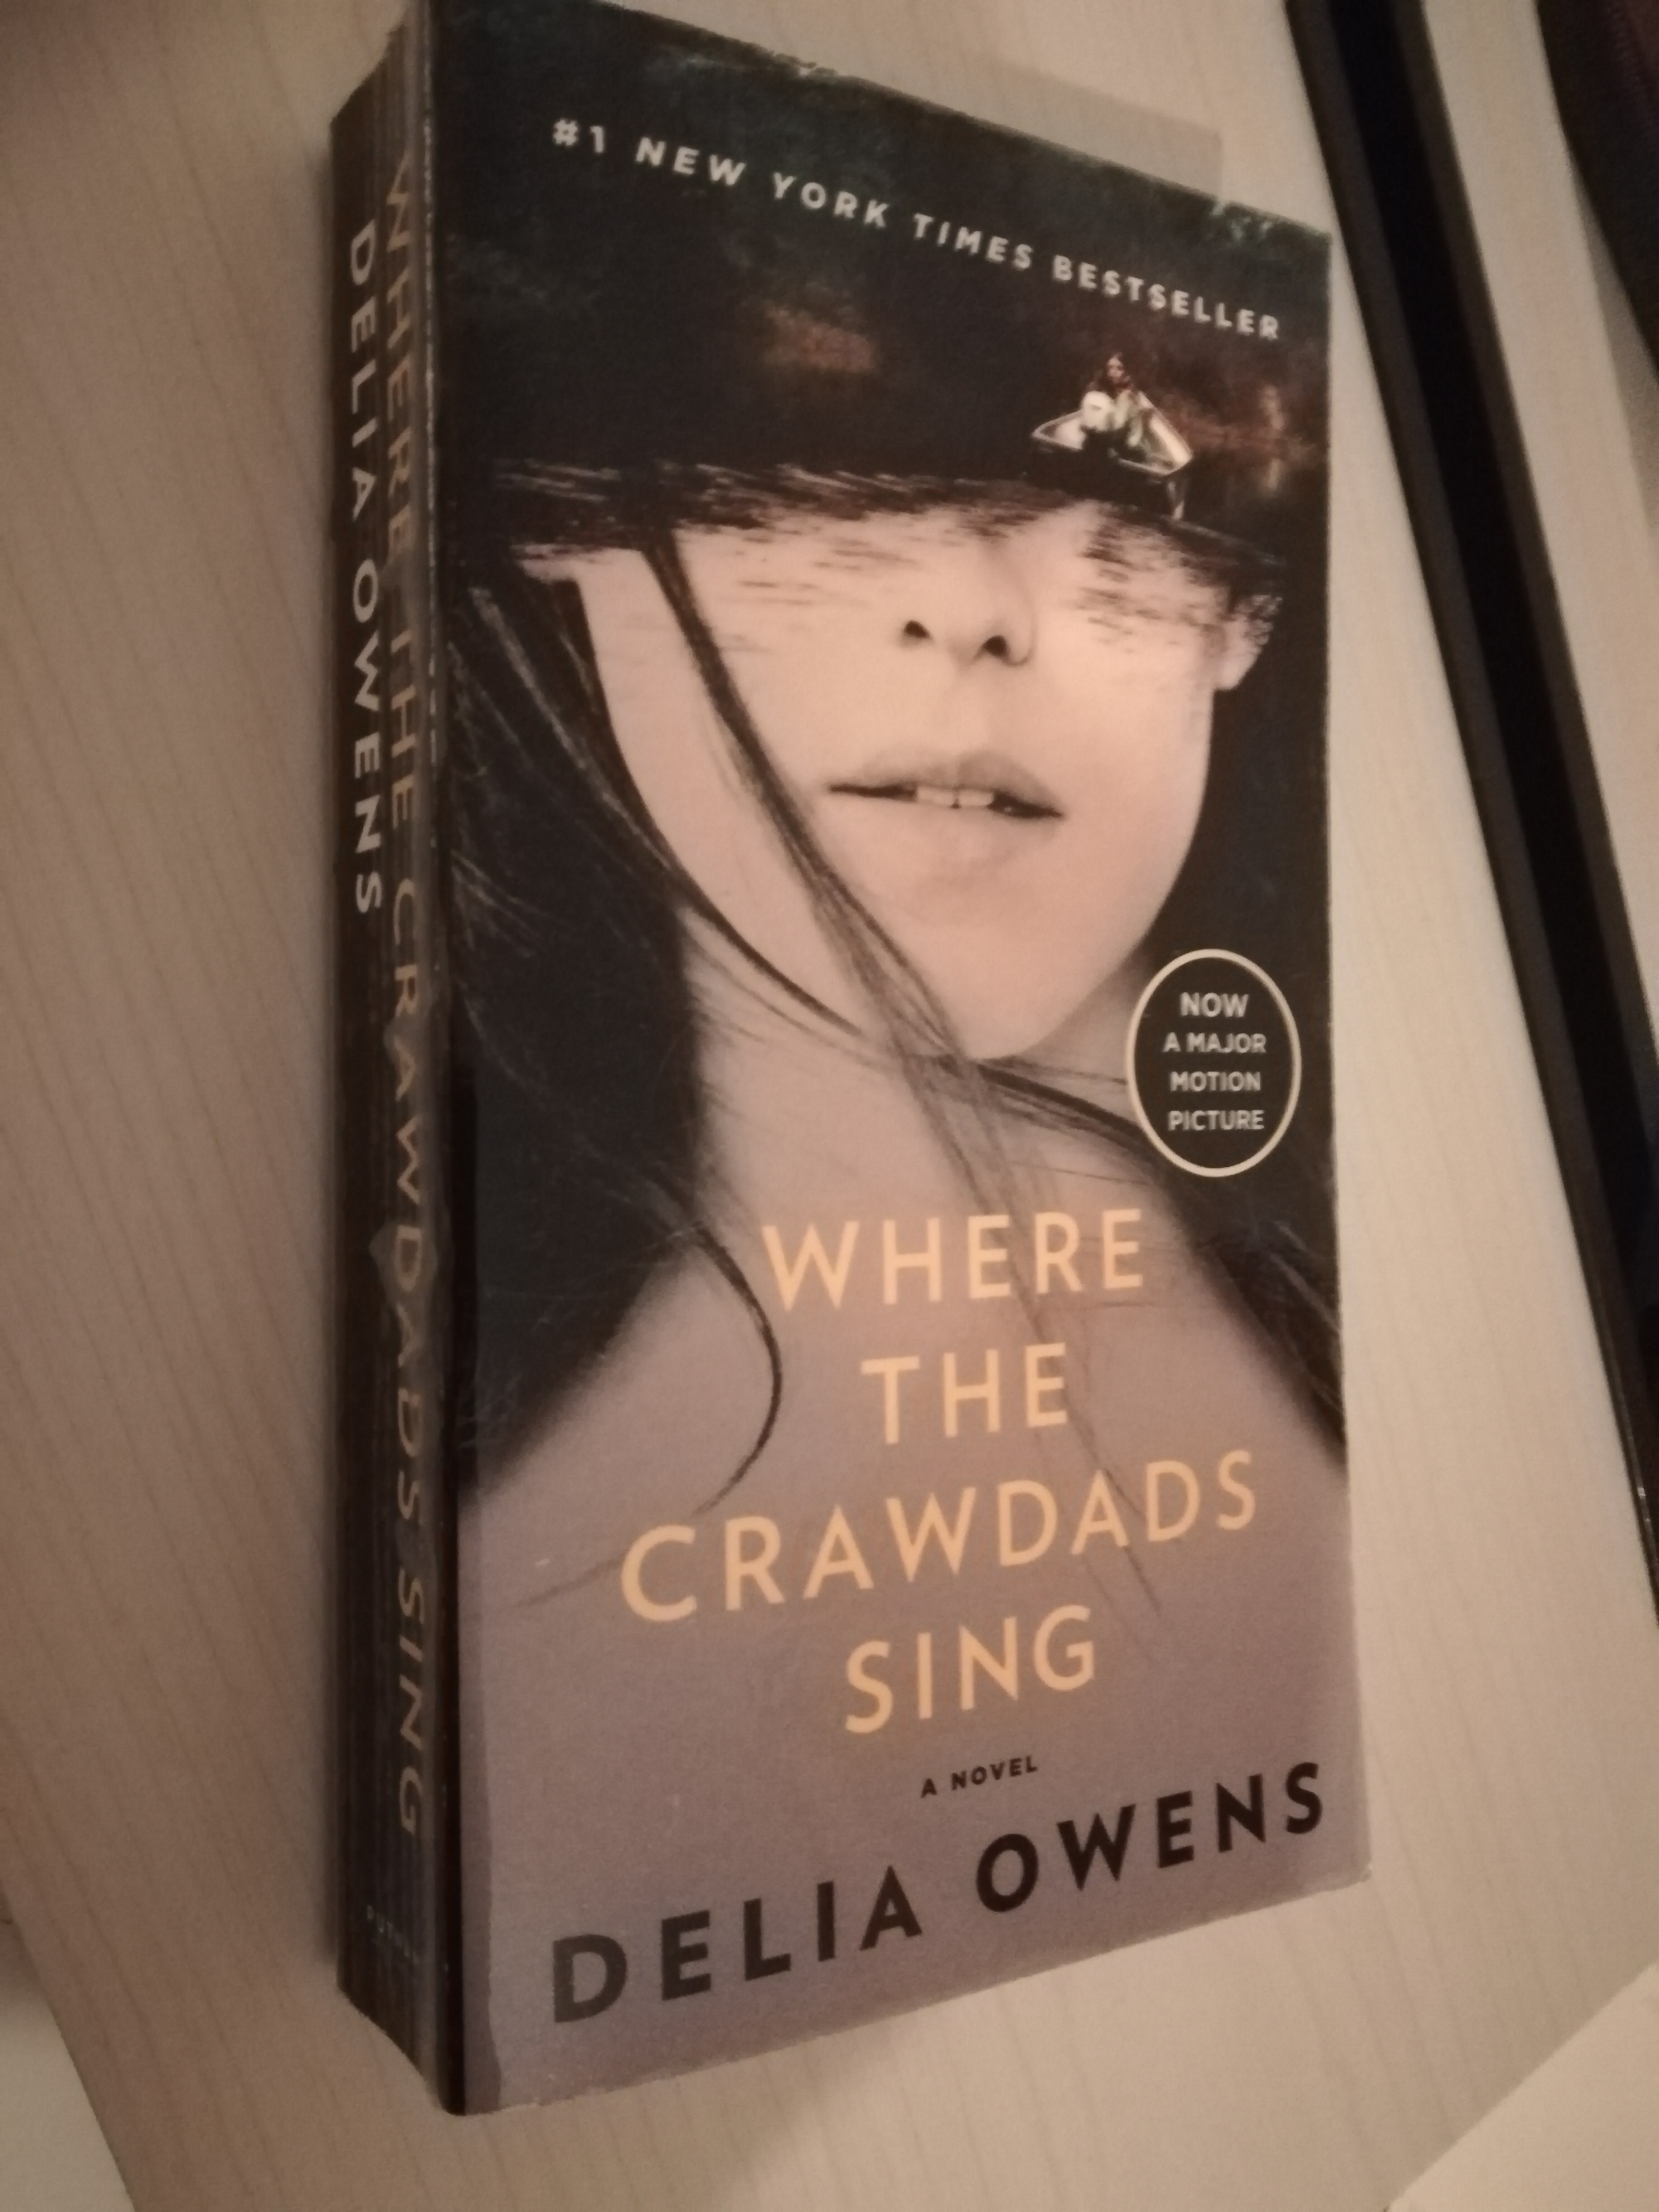 #1 NEW YORK TIMES BESTSELLER
NOW
A MAJOR
MOTION
PICTURE
WHERE
THE
CRAWDADS
SING
A NOVEL
DELIA OWENS
WHERE THE CRAWDADS SING
DELIA OWENS